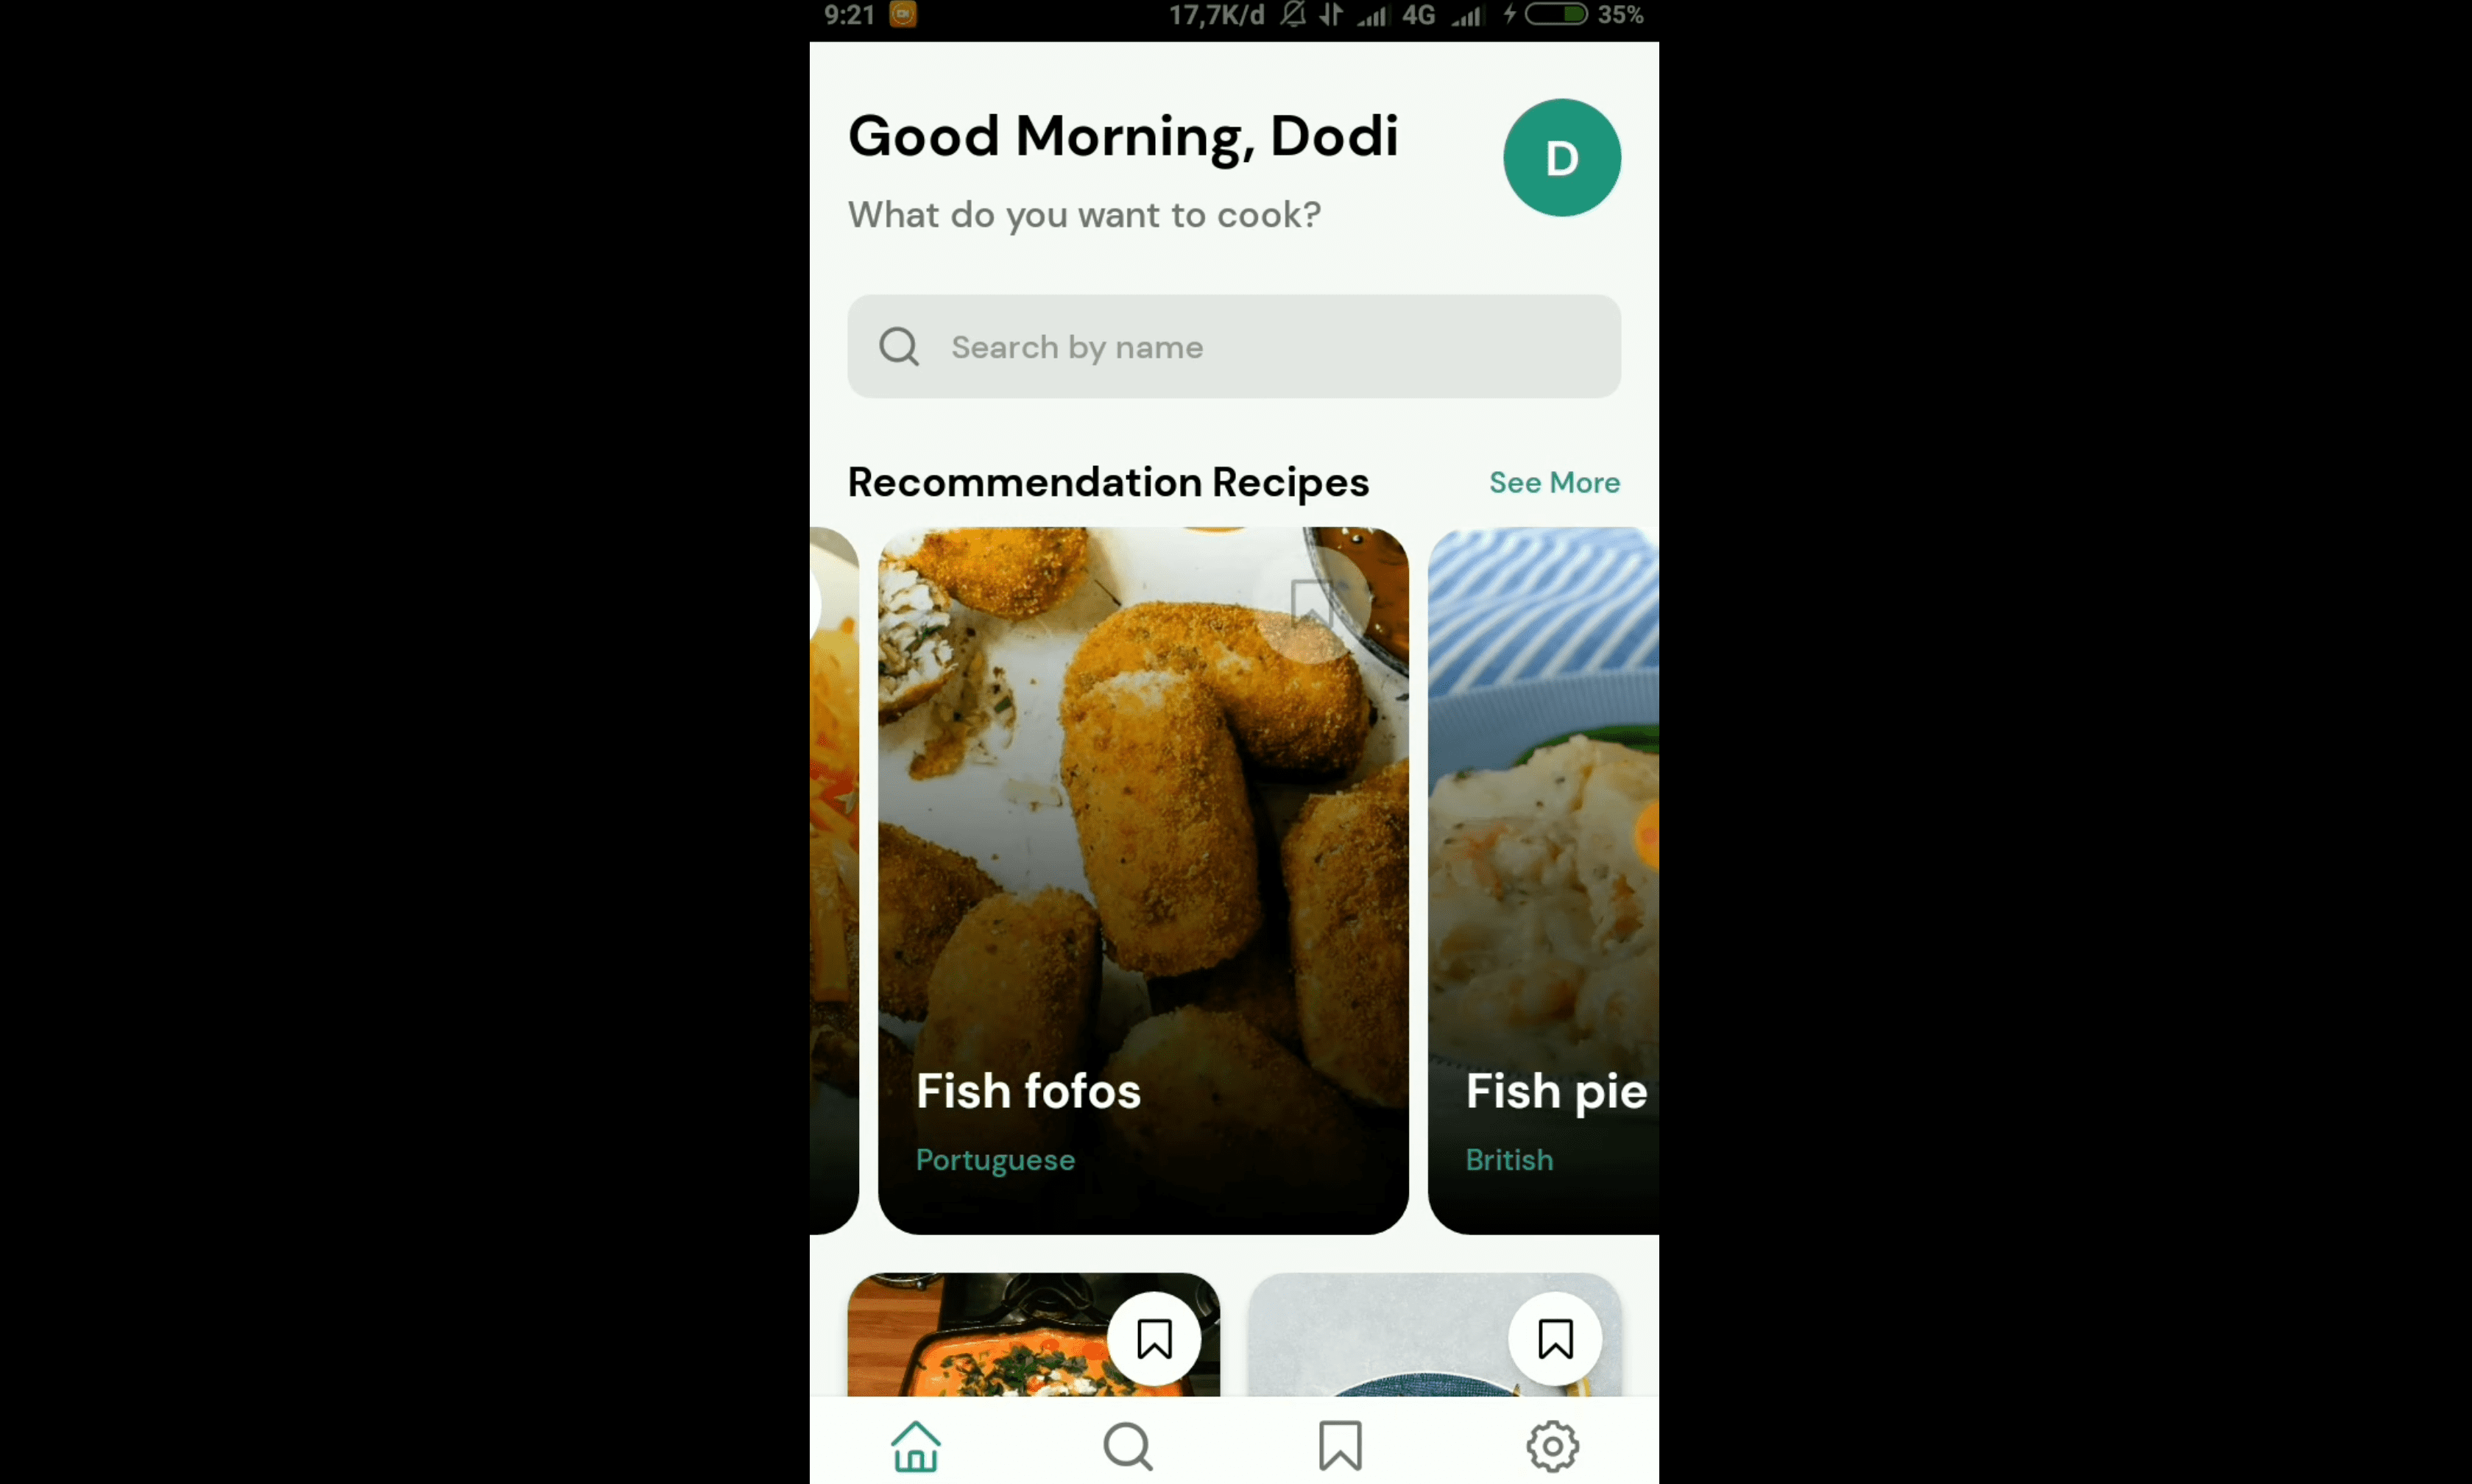 9:21 17,7K/d 4G 35%
Good Morning, Dodi
D
What do you want to cook?
Search by name
Recommendation Recipes See More
Fish fofos
Portuguese
Fish pie
British